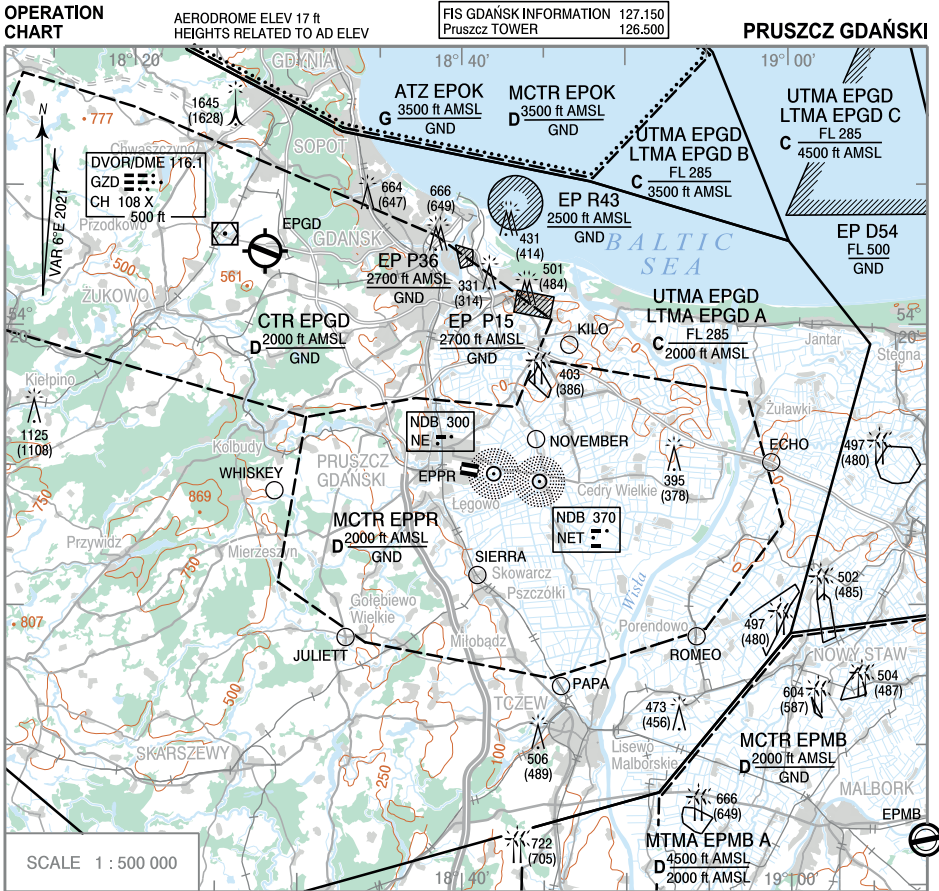 OPERATION
CHART
AERODROME ELEV 17 ft
HEIGHTS RELATED TO AD ELEV
FIS GDAŃSK INFORMATION 127.150
Pruszcz TOWER 126.500
PRUSZCZ GDAŃSKI
18°20'
18°40'
19°00'
GDYNIA
1645
(1628)
777
N
VAR 6°E 2021
Chwaszczyno
DVOR/DME 116.1
GZD
CH 108 X
500 ft
Przodkowo
SOPOT
ATZ EPOK
G 3500 ft AMSL
GND
MCTR EPOK
D 3500 ft AMSL
GND
UTMA EPGD
LTMA EPGD B
C FL 285
3500 ft AMSL
UTMA EPGD
LTMA EPGD C
C FL 285
4500 ft AMSL
664
(647)
666
(649)
EP R43
2500 ft AMSL
GND
431
(414)
EP D54
FL 500
GND
BALTIC
SEA
EPGD
GDAŃSK
500
561
EP P36
2700 ft AMSL
GND
331
(314)
501
(484)
ŻUKOWO
CTR EPGD
D 2000 ft AMSL
GND
EP P15
2700 ft AMSL
GND
UTMA EPGD
LTMA EPGD A
C FL 285
2000 ft AMSL
54°
20'
54°
20'
KILO
0
Jantar
Stegna
Kiełpino
403
(386)
1125
(1108)
Kolbudy
NDB 300
NE
NOVEMBER
Żuławki
ECHO
497
(480)
WHISKEY
PRUSZCZ
GDAŃSKI
EPPR
395
(378)
Cedry Wielkie
Łęgowo
750
869
MCTR EPPR
D 2000 ft AMSL
GND
NDB 370
NET
Przywidz
Mierzeszyn
750
SIERRA
Skowarcz
Pszczółki
Wisła
0
0
502
(485)
Gołębiewo
Wielkie
807
JULIETT
Miłobądz
Porendowo
ROMEO
497
(480)
NOWY STAW
500
PAPA
TCZEW
504
(487)
604
(587)
473
(456)
SKARSZEWY
250
100
506
(489)
Lisewo
Malborskie
MCTR EPMB
D 2000 ft AMSL
GND
MALBORK
666
(649)
EPMB
722
(705)
MTMA EPMB A
D 4500 ft AMSL
2000 ft AMSL
SCALE 1 : 500 000
18°40'
19°00'